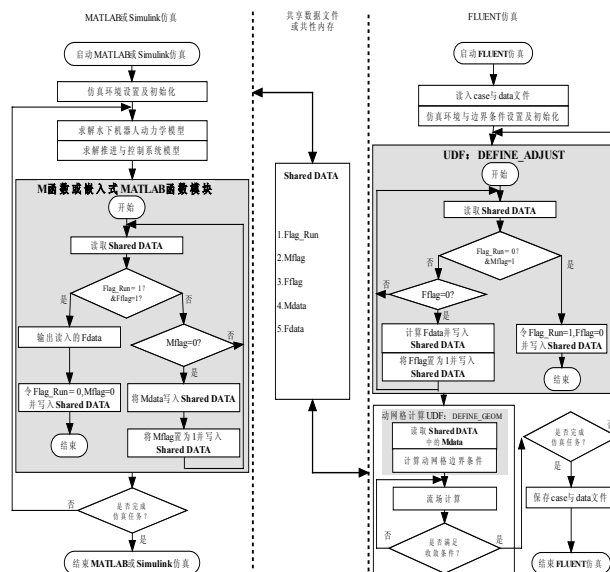 MATLAB或Simulink仿真
启动MATLAB或Simulink仿真
仿真环境设置及初始化
求解水下机器人动力学模型
求解推进与控制系统模型
M函数或嵌入式MATLAB函数模块
开始
读取Shared DATA
Flag_Run=1?
&Fflag=1?
是
否
输出读入的Fdata
Mflag=0?
否
是
令Flag_Run=0,Mflag=0
并写入Shared DATA
将Mdata写入Shared DATA
将Mflag置为1并写入
Shared DATA
结束
否
是否完成
仿真任务?
是
结束MATLAB或Simulink仿真
共享数据文件
或共性内存
Shared DATA
1.Flag_Run
2.Mflag
3.Fflag
4.Mdata
5.Fdata
FLUENT仿真
启动FLUENT仿真
读入case与data文件
仿真环境与边界条件设置及初始化
UDF：DEFINE_ADJUST
开始
读取Shared DATA
Flag_Run=0?
&Mflag=1
否
否
是
Fflag=0?
是
计算Fdata并写入
Shared DATA
将Fflag置为1并写入
Shared DATA
令Flag_Run=1,Fflag=0
并写入Shared DATA
结束
动网格计算UDF：DEFINE_GEOM
读取Shared DATA
中的Mdata
计算动网格边界条件
流场计算
否
是否满足
收敛条件?
是
是否完成
仿真任务?
否
是
保存case与data文件
结束FLUENT仿真